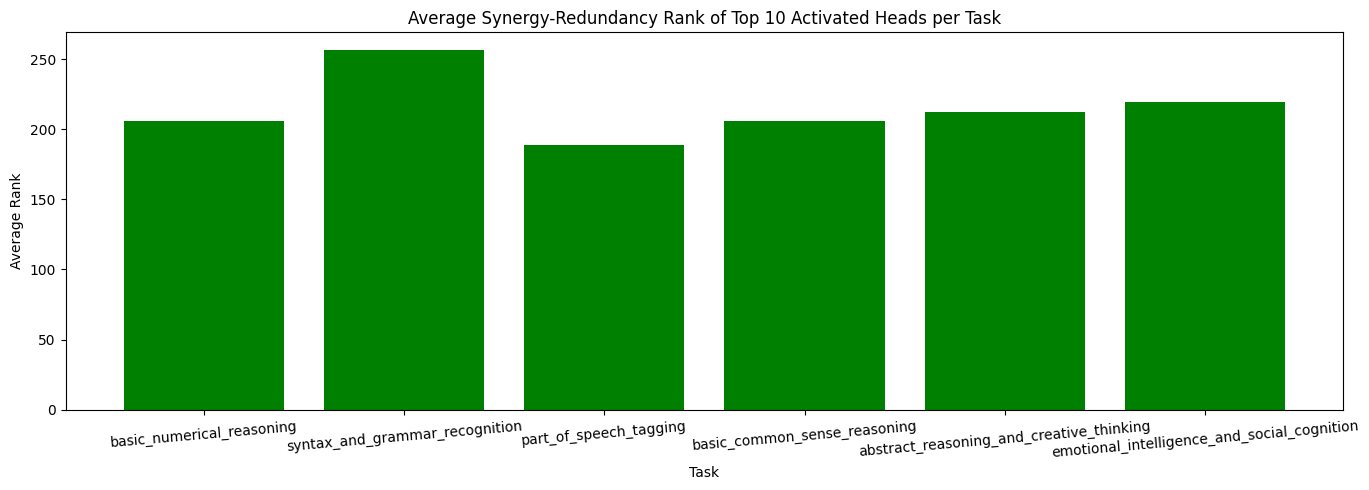 Average Synergy-Redundancy Rank of Top 10 Activated Heads per Task
Average Rank
250
200
150
100
50
0
basic_numerical_reasoning
syntax_and_grammar_recognition
part_of_speech_tagging
basic_common_sense_reasoning
abstract_reasoning_and_creative_thinking
emotional_intelligence_and_social_cognition
Task